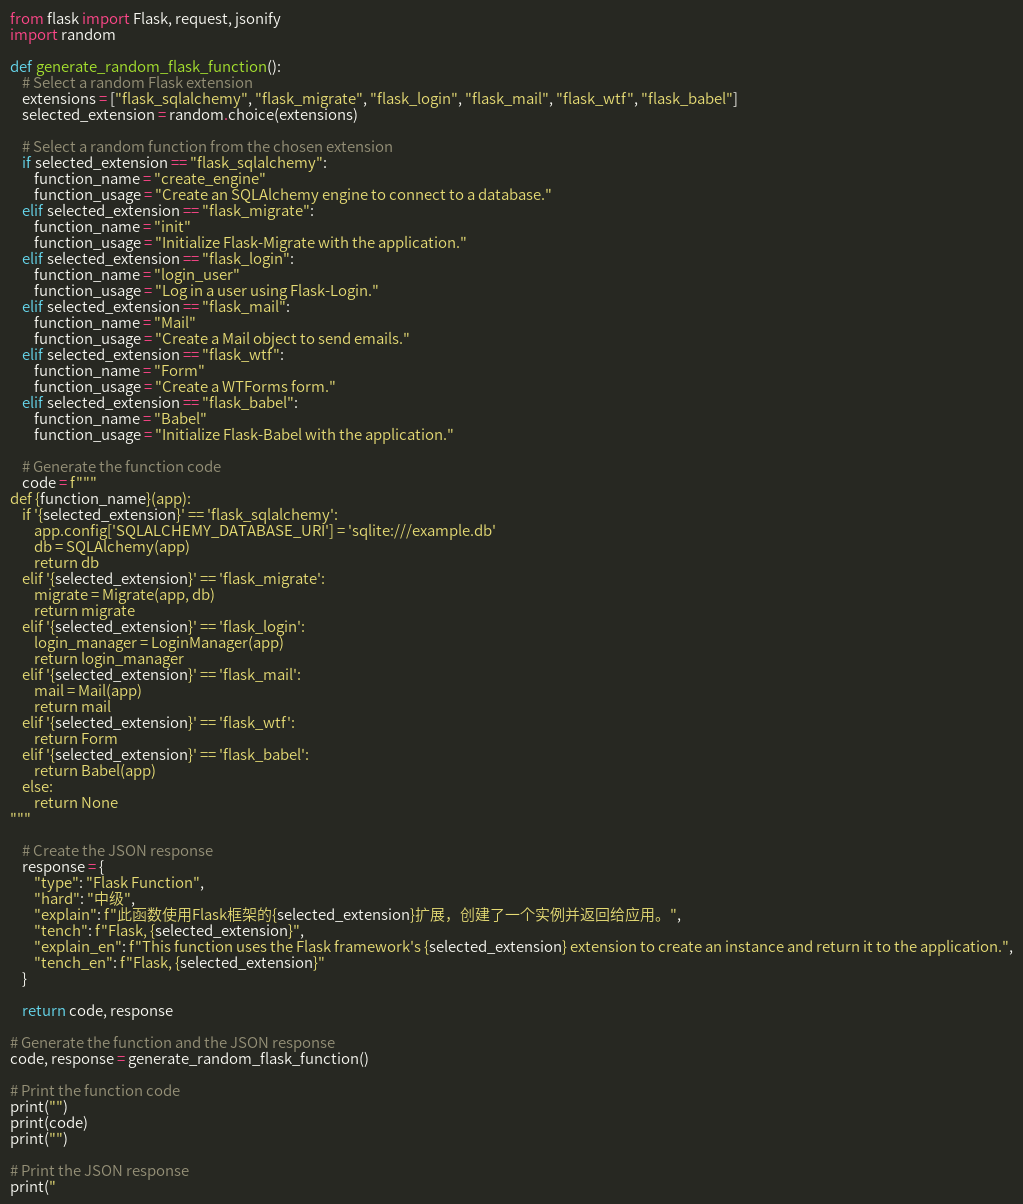 from flask import Flask, request, jsonify
import random

def generate_random_flask_function():
    # Select a random Flask extension
    extensions = ["flask_sqlalchemy", "flask_migrate", "flask_login", "flask_mail", "flask_wtf", "flask_babel"]
    selected_extension = random.choice(extensions)

    # Select a random function from the chosen extension
    if selected_extension == "flask_sqlalchemy":
        function_name = "create_engine"
        function_usage = "Create an SQLAlchemy engine to connect to a database."
    elif selected_extension == "flask_migrate":
        function_name = "init"
        function_usage = "Initialize Flask-Migrate with the application."
    elif selected_extension == "flask_login":
        function_name = "login_user"
        function_usage = "Log in a user using Flask-Login."
    elif selected_extension == "flask_mail":
        function_name = "Mail"
        function_usage = "Create a Mail object to send emails."
    elif selected_extension == "flask_wtf":
        function_name = "Form"
        function_usage = "Create a WTForms form."
    elif selected_extension == "flask_babel":
        function_name = "Babel"
        function_usage = "Initialize Flask-Babel with the application."

    # Generate the function code
    code = f"""
def {function_name}(app):
    if '{selected_extension}' == 'flask_sqlalchemy':
        app.config['SQLALCHEMY_DATABASE_URI'] = 'sqlite:///example.db'
        db = SQLAlchemy(app)
        return db
    elif '{selected_extension}' == 'flask_migrate':
        migrate = Migrate(app, db)
        return migrate
    elif '{selected_extension}' == 'flask_login':
        login_manager = LoginManager(app)
        return login_manager
    elif '{selected_extension}' == 'flask_mail':
        mail = Mail(app)
        return mail
    elif '{selected_extension}' == 'flask_wtf':
        return Form
    elif '{selected_extension}' == 'flask_babel':
        return Babel(app)
    else:
        return None
"""

    # Create the JSON response
    response = {
        "type": "Flask Function",
        "hard": "中级",
        "explain": f"此函数使用Flask框架的{selected_extension}扩展，创建了一个实例并返回给应用。",
        "tench": f"Flask, {selected_extension}",
        "explain_en": f"This function uses the Flask framework's {selected_extension} extension to create an instance and return it to the application.",
        "tench_en": f"Flask, {selected_extension}"
    }

    return code, response

# Generate the function and the JSON response
code, response = generate_random_flask_function()

# Print the function code
print("")
print(code)
print("")

# Print the JSON response
print("